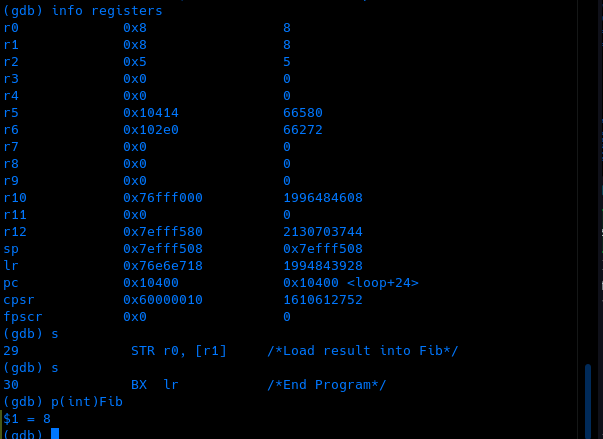 (gdb) info registers
r0 0x8 8
r1 0x8 8
r2 0x5 5
r3 0x0 0
r4 0x0 0
r5 0x10414 66580
r6 0x102e0 66272
r7 0x0 0
r8 0x0 0
r9 0x0 0
r10 0x76fff000 1996484608
r11 0x0 0
r12 0x7efff580 2130703744
sp 0x7efff508 0x7efff508
lr 0x76e6e718 1994843928
pc 0x10400 0x10400 <loop+24>
cpsr 0x60000010 1610612752
fpscr 0x0 0
(gdb) s
29 STR r0, [r1] /*Load result into Fib*/
(gdb) s
30 BX lr /*End Program*/
(gdb) p(int)Fib
$1 = 8
(gdb)